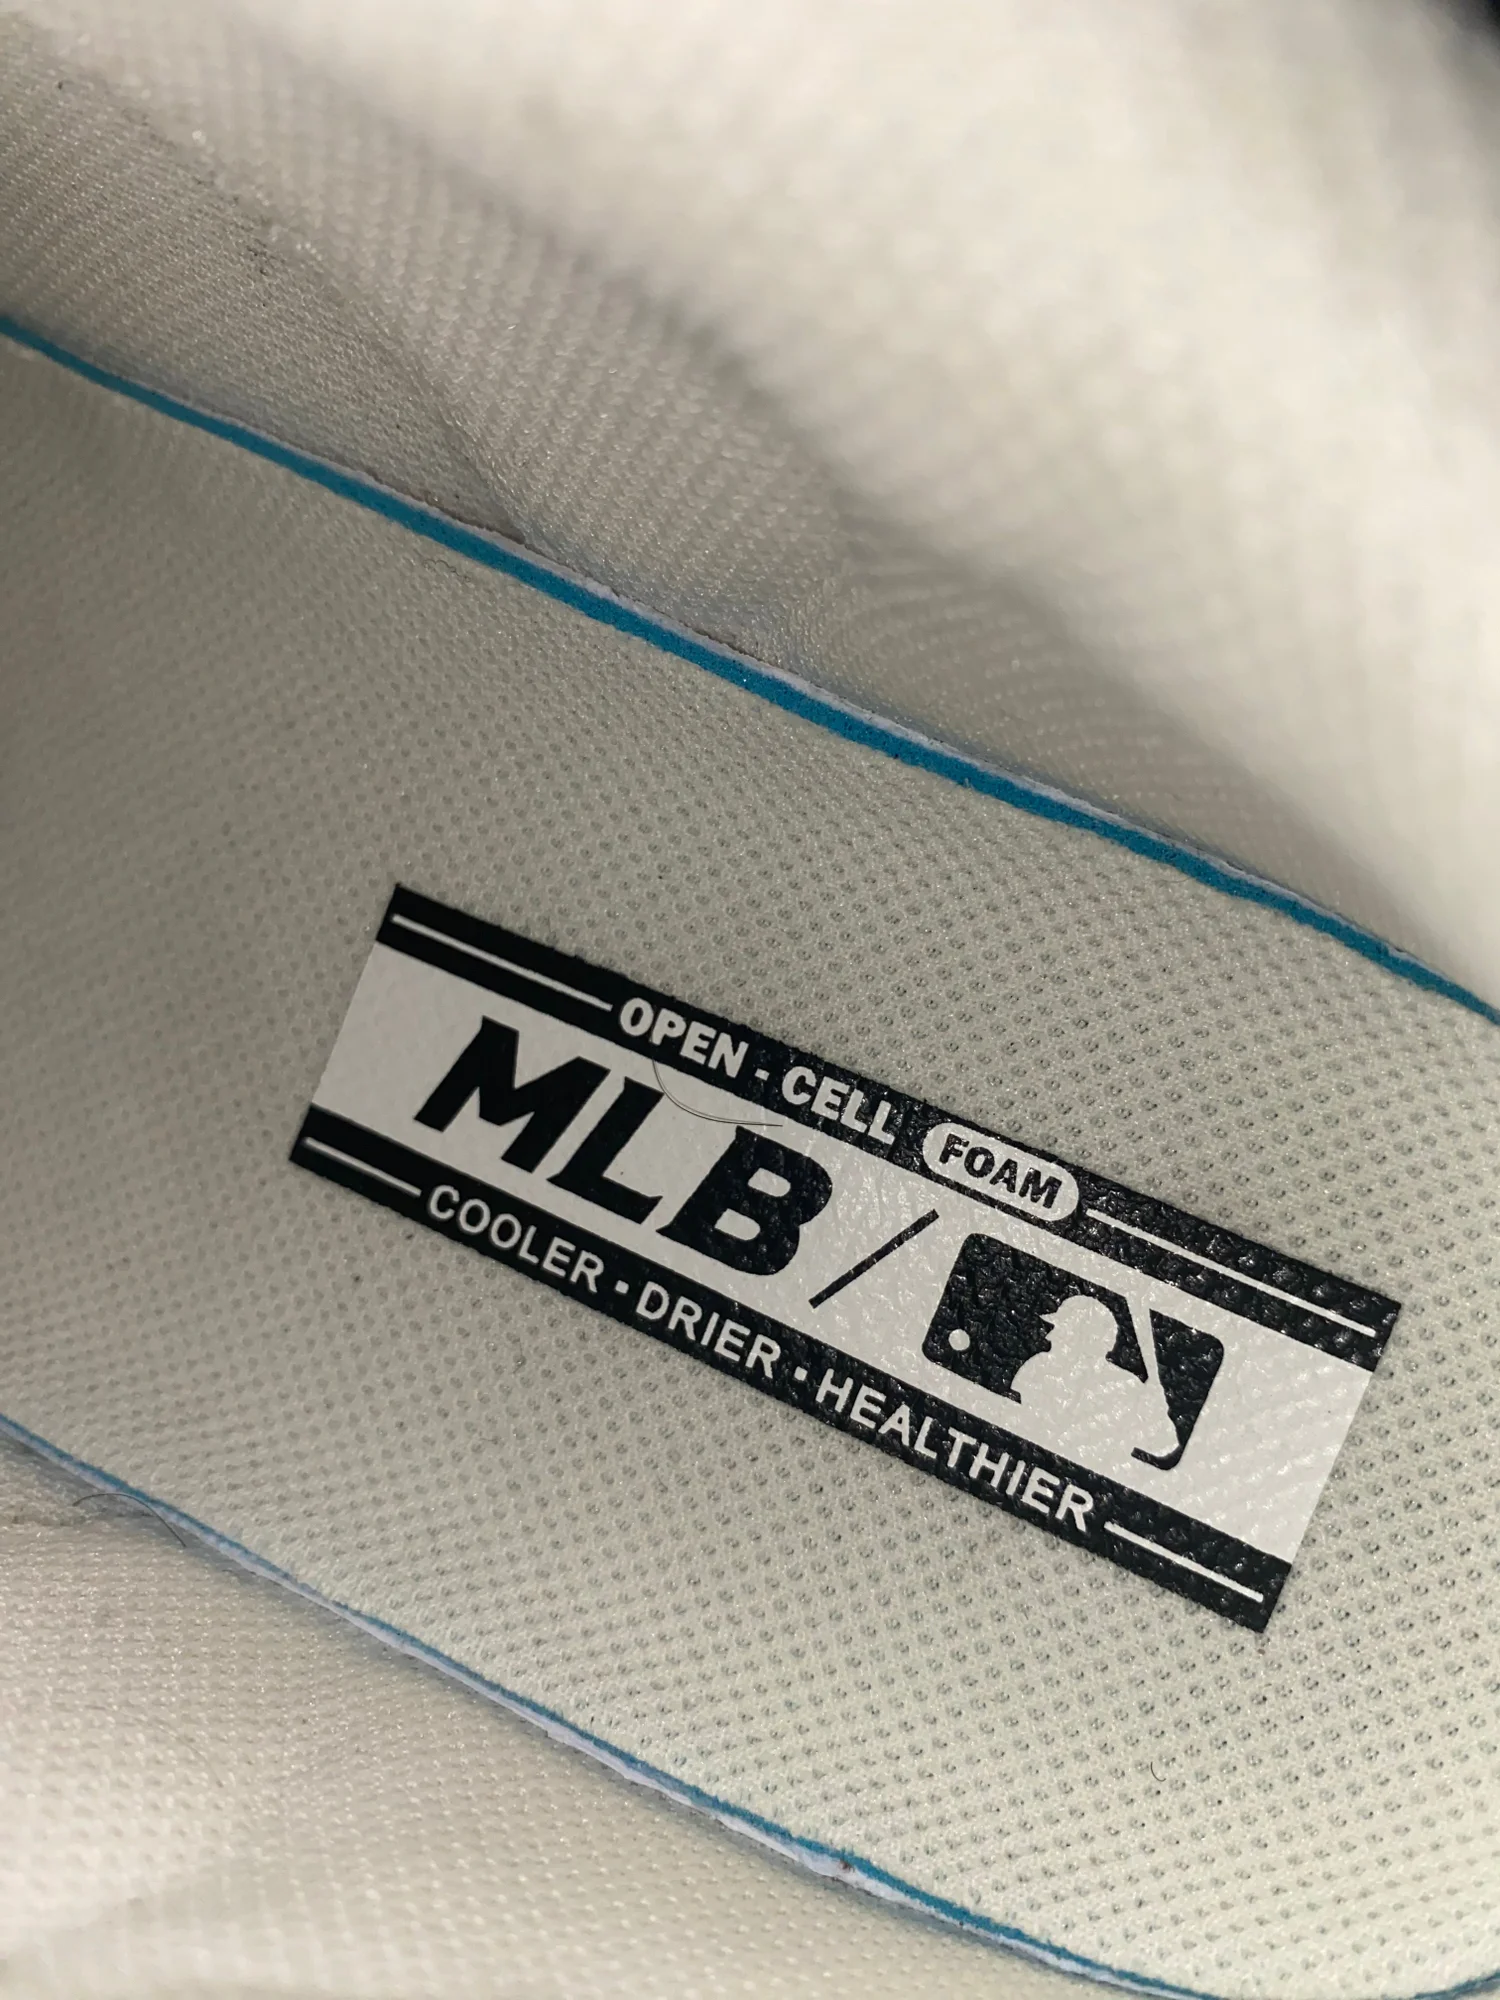 OPEN · CELL FOAM
MLB /
COOLER · DRIER · HEALTHIER